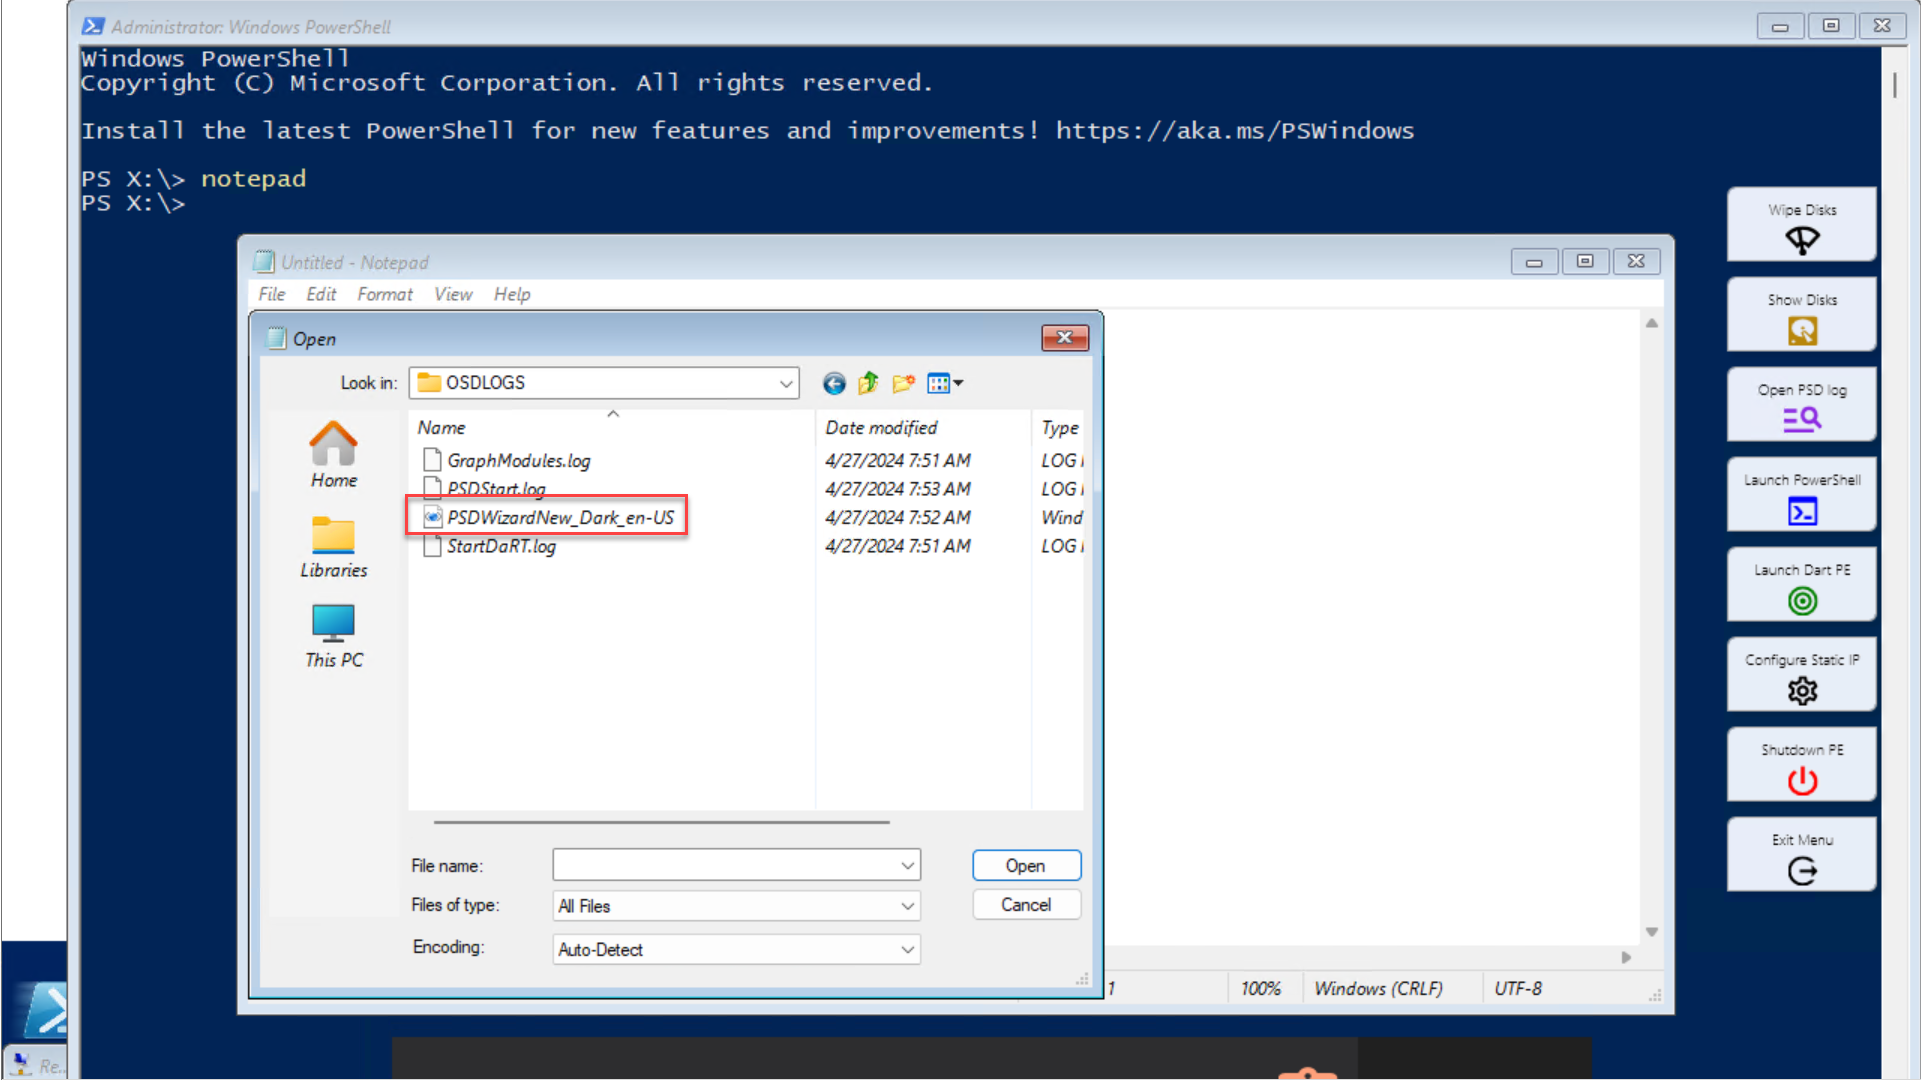 Administrator: Windows PowerShell
Windows PowerShell
Copyright (C) Microsoft Corporation. All rights reserved.
Install the latest PowerShell for new features and improvements! https://aka.ms/PSWindows
PS X:\> notepad
PS X:\>
Untitled - Notepad
File Edit Format View Help
Open
Look in: OSDLOGS
Name Date modified Type
GraphModules.log 4/27/2024 7:51 AM LOG
PSDStart.log 4/27/2024 7:53 AM LOG
PSDWizardNew_Dark_en-US 4/27/2024 7:52 AM Wind
StartDaRT.log 4/27/2024 7:51 AM LOG
Home
Libraries
This PC
File name: Open
Files of type: All Files Cancel
Encoding: Auto-Detect
1 100% Windows (CRLF) UTF-8
Wipe Disks
Show Disks
Open PSD log
Launch PowerShell
Launch Dart PE
Configure Static IP
Shutdown PE
Exit Menu
Re...